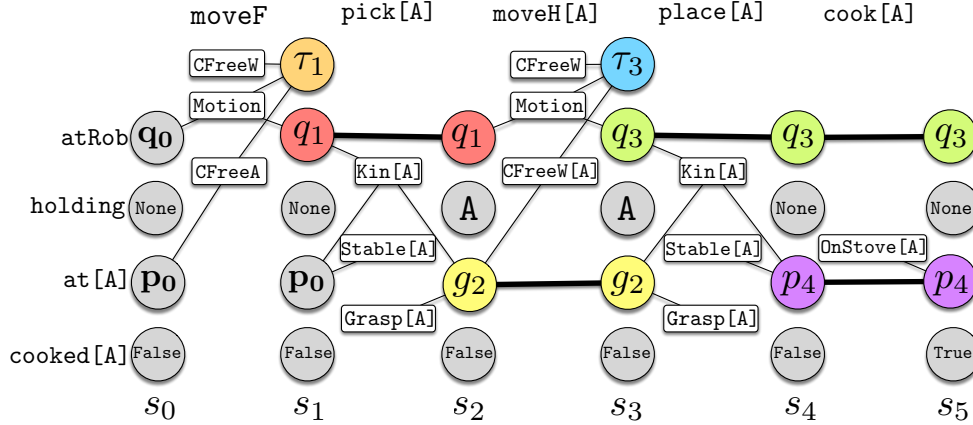 moveF pick[A] moveH[A] place[A] cook[A]
CFreeW τ1 CFreeW τ3
Motion Motion
atRob q0 q1 q1 q3 q3 q3
CFreeA Kin[A] CFreeW[A] Kin[A]
holding None None A A None None
Stable[A] Stable[A] OnStove[A]
at[A] p0 p0 g2 g2 p4 p4
Grasp[A] Grasp[A]
cooked[A] False False False False False True
s0 s1 s2 s3 s4 s5